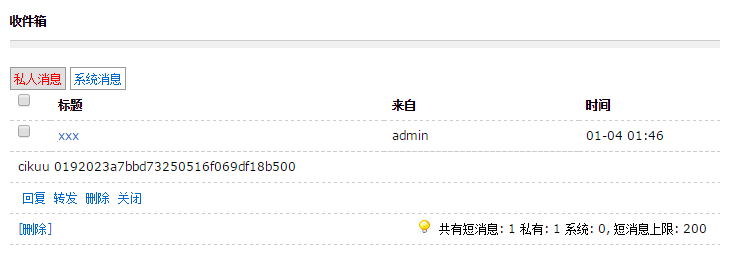 收件箱
私人消息 系统消息
标题 来自 时间
xxx admin 01-04 01:46
cikuu 0192023a7bbd73250516f069df18b500
回复 转发 删除 关闭
[删除] 共有短消息: 1 私有: 1 系统: 0, 短消息上限: 200